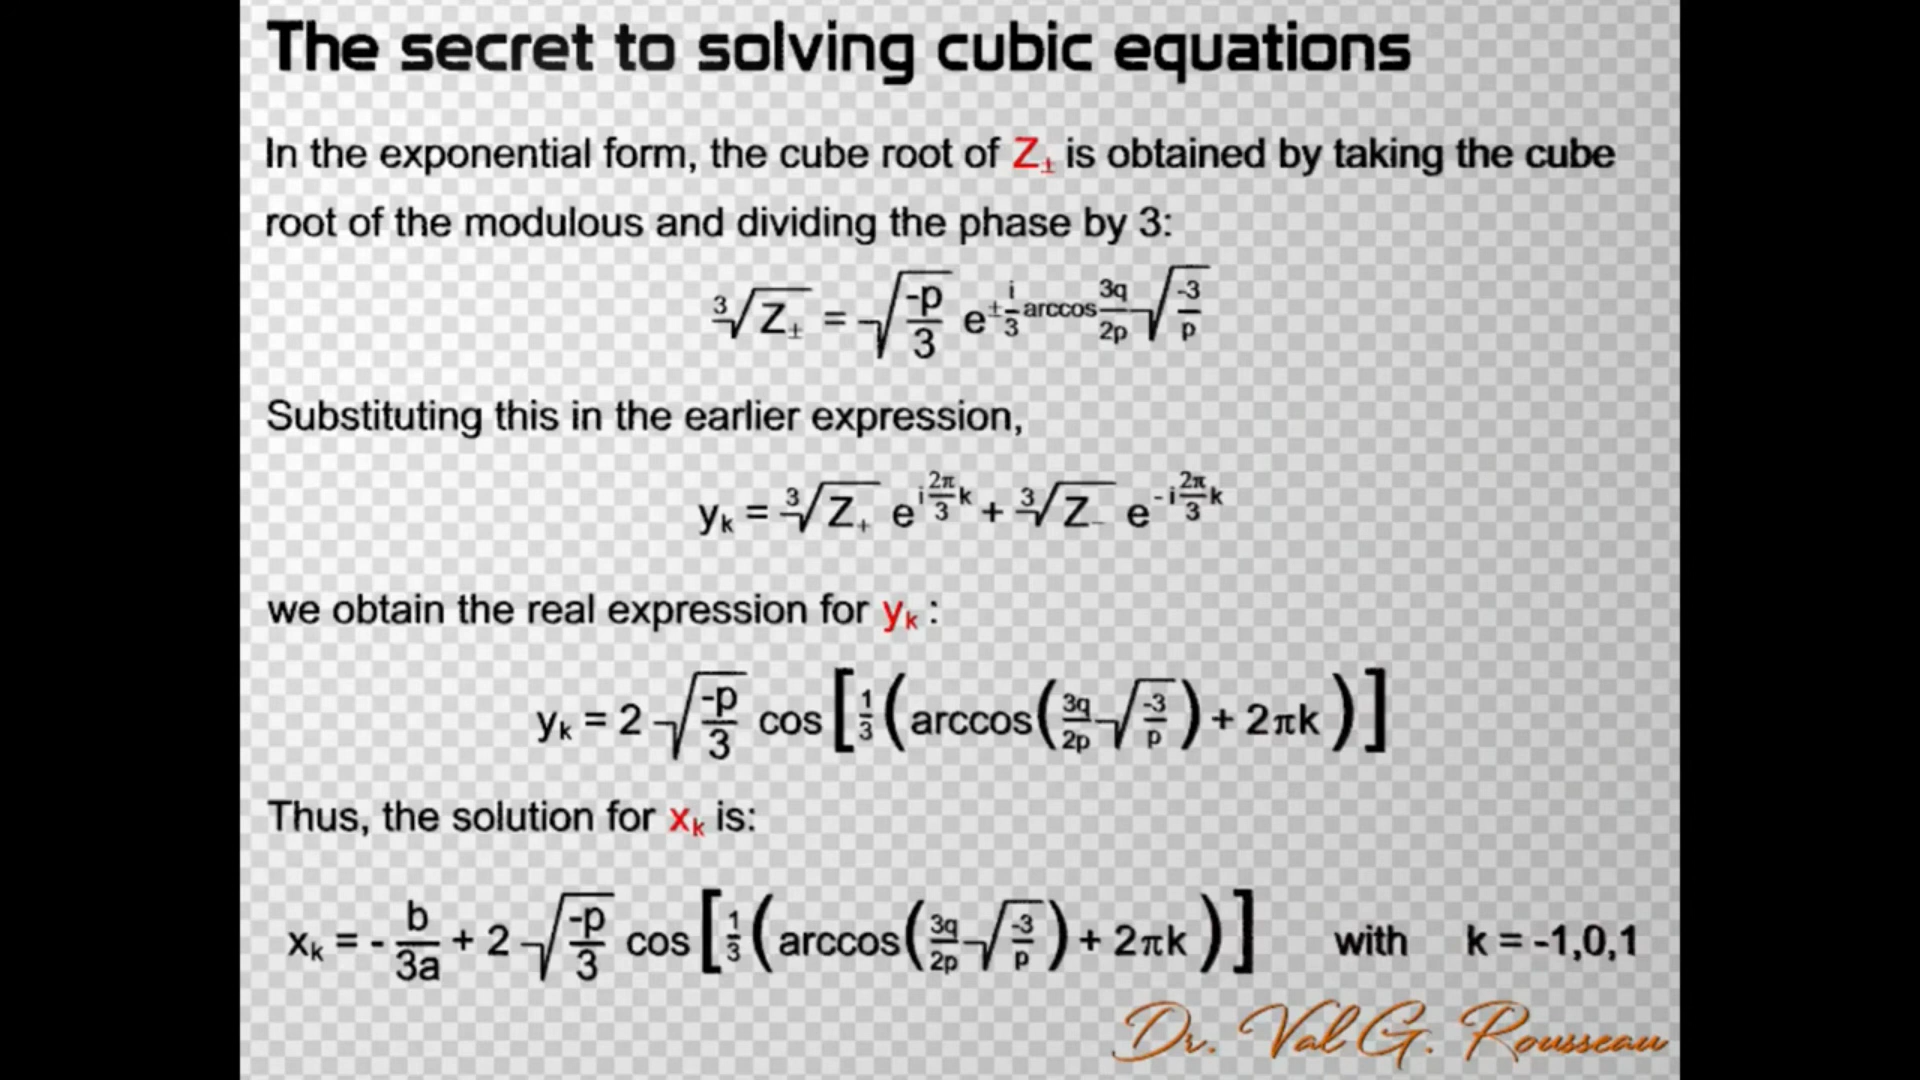 The secret to solving cubic equations
In the exponential form, the cube root of Z± is obtained by taking the cube
root of the modulous and dividing the phase by 3:
∛Z± = √(-p/3) e^(± i/3 arccos 3q/2p √(-3/p))
Substituting this in the earlier expression,
yₖ = ∛Z₊ e^(i 2π/3 k) + ∛Z₋ e^(-i 2π/3 k)
we obtain the real expression for yₖ :
yₖ = 2 √(-p/3) cos [ 1/3 ( arccos( 3q/2p √(-3/p) ) + 2πk ) ]
Thus, the solution for xₖ is:
xₖ = - b/3a + 2 √(-p/3) cos [ 1/3 ( arccos( 3q/2p √(-3/p) ) + 2πk ) ] with k = -1,0,1
Dr. Val G. Rousseau